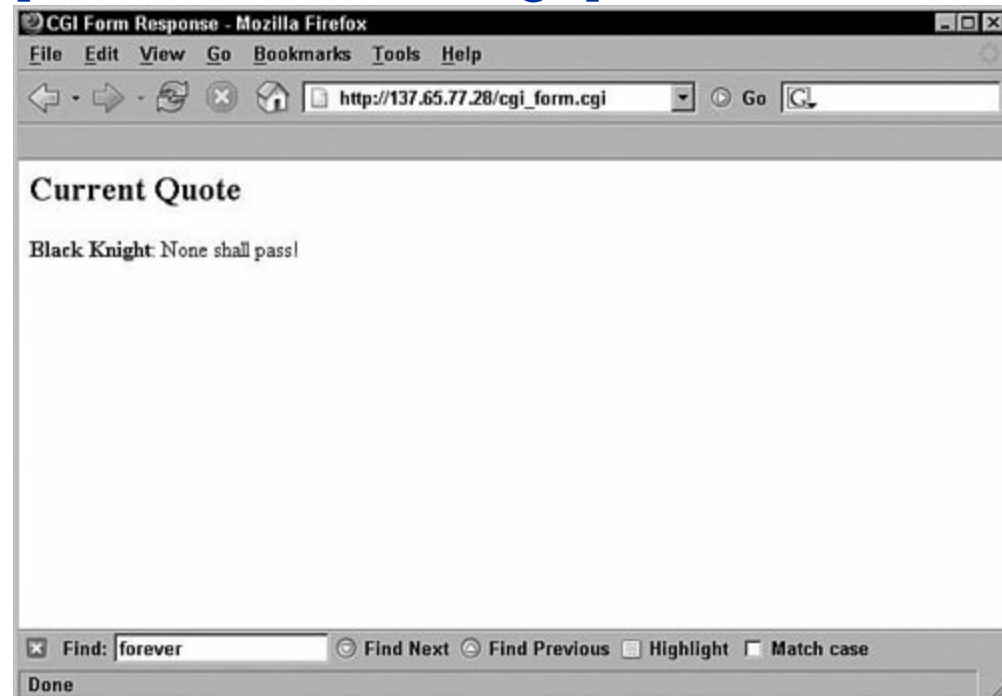 CGI Form Response - Mozilla Firefox
File Edit View Go Bookmarks Tools Help
http://137.65.77.28/cgi_form.cgi Go G
Current Quote
Black Knight: None shall pass!
Find: forever Find Next Find Previous Highlight Match case
Done